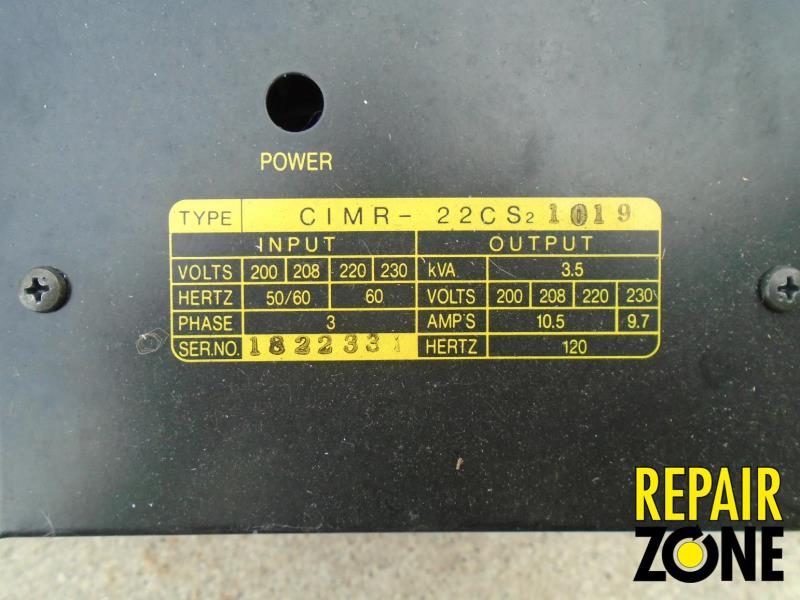 POWER
TYPE CIMR- 22CS2 1019
INPUT OUTPUT
VOLTS 200 208 220 230 kVA 3.5
HERTZ 50/60 60 VOLTS 200 208 220 230
PHASE 3 AMP'S 10.5 9.7
SER.NO. 1822331 HERTZ 120
REPAIR
ZONE